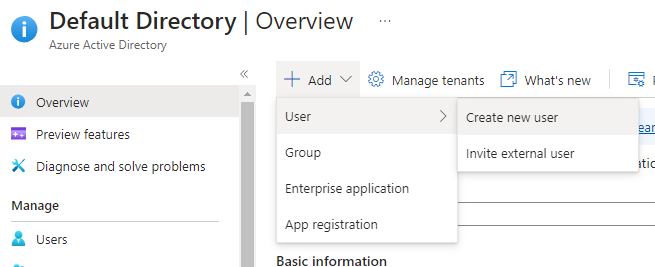 Default Directory | Overview ...
Azure Active Directory
«
Overview
Preview features
Diagnose and solve problems
Manage
Users
Add
Manage tenants
What's new
User
Group
Enterprise application
App registration
Create new user
Invite external user
Basic information